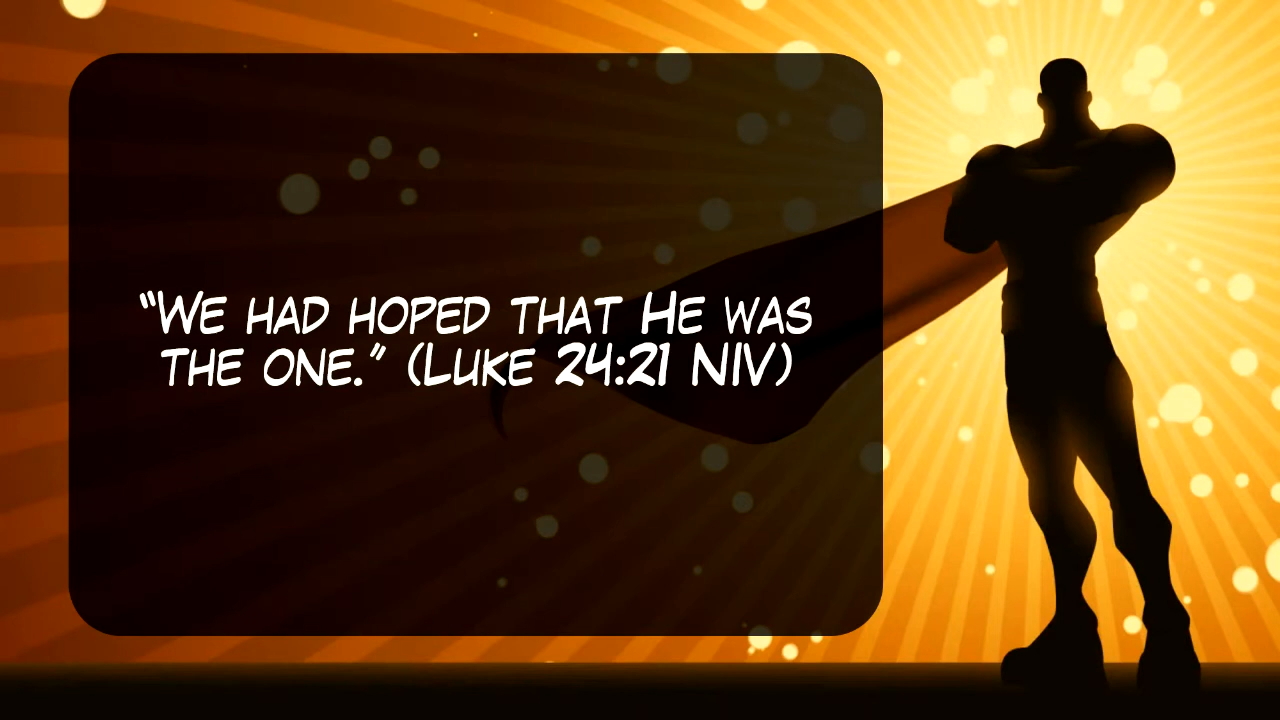 “We had hoped that He was
the one.” (Luke 24:21 NIV)